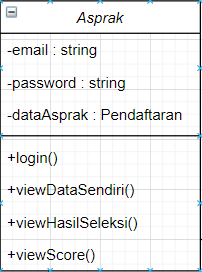 Asprak
-email : string
-password : string
-dataAsprak : Pendaftaran
+login()
+viewDataSendiri()
+viewHasilSeleksi()
+viewScore()